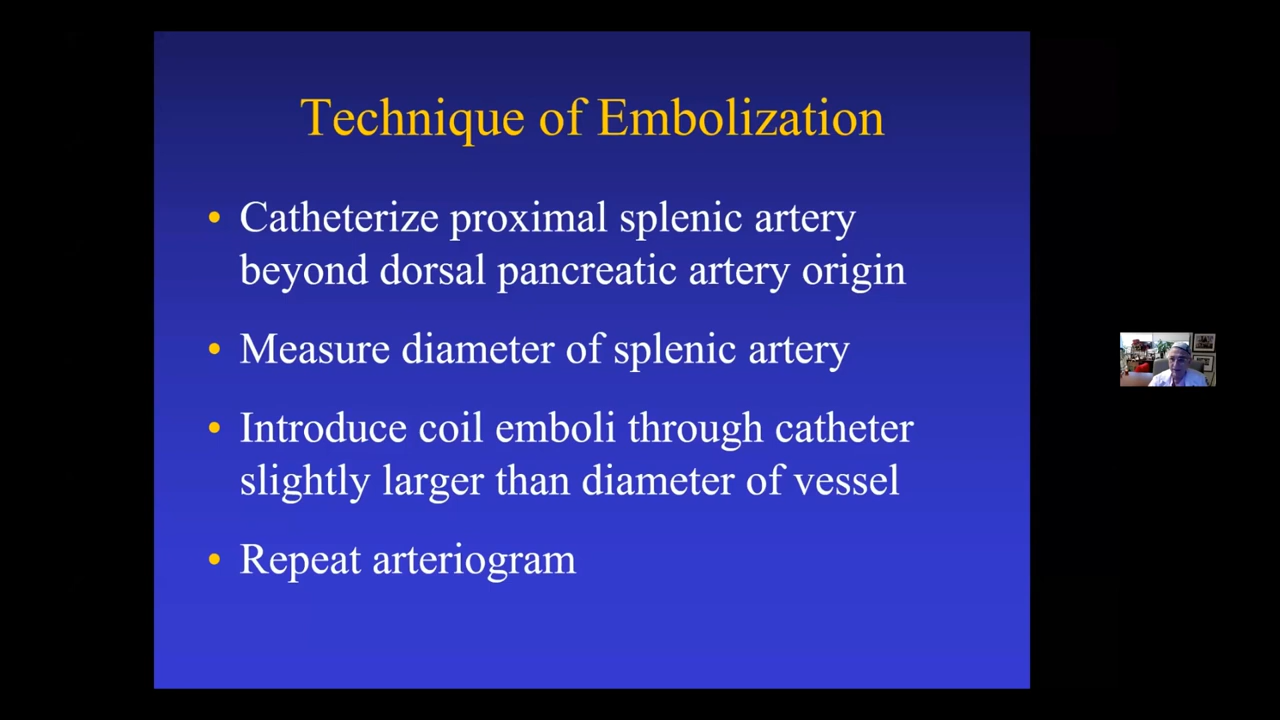 Technique of Embolization
• Catheterize proximal splenic artery
beyond dorsal pancreatic artery origin
• Measure diameter of splenic artery
• Introduce coil emboli through catheter
slightly larger than diameter of vessel
• Repeat arteriogram